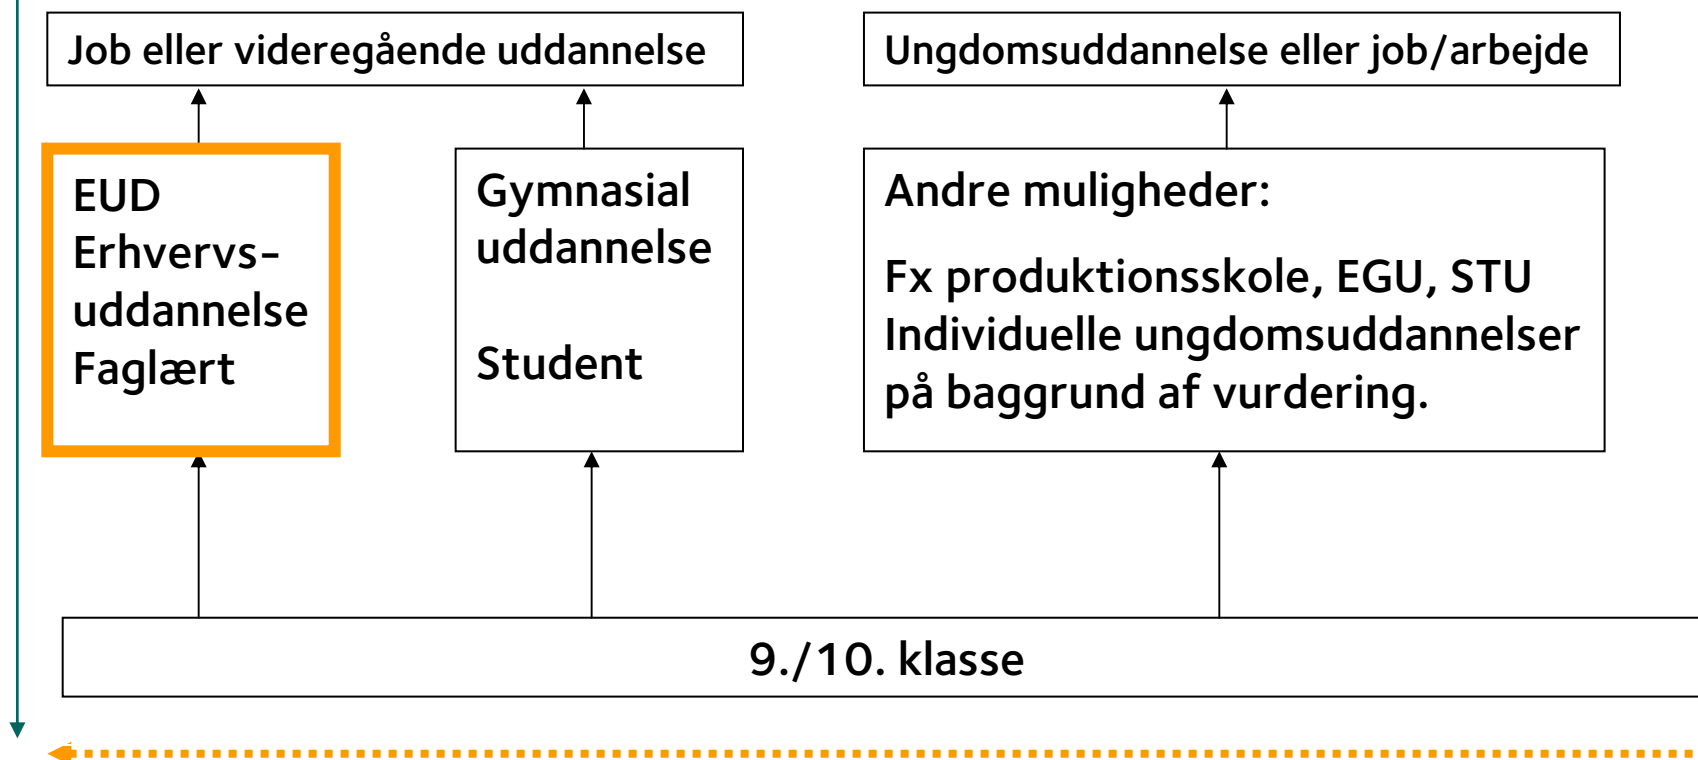 Job eller videregående uddannelse
Ungdomsuddannelse eller job/arbejde
EUD
Erhvervs-
uddannelse
Faglært
Gymnasial
uddannelse
Student
Andre muligheder:
Fx produktionsskole, EGU, STU
Individuelle ungdomsuddannelser
på baggrund af vurdering.
9./10. klasse